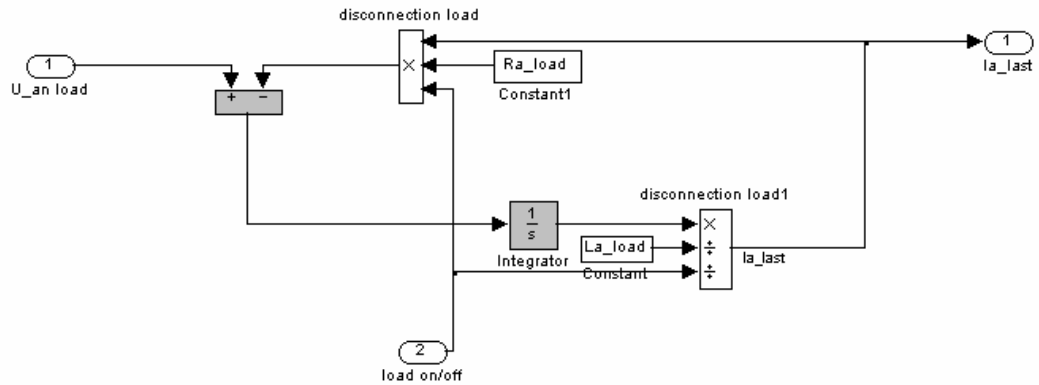 disconnection load
1
U_an load
+ −
×
Ra_load
Constant1
1
Ia_last
disconnection load1
1
s
Integrator
La_load
Constant
×
÷
÷
Ia_last
2
load on/off